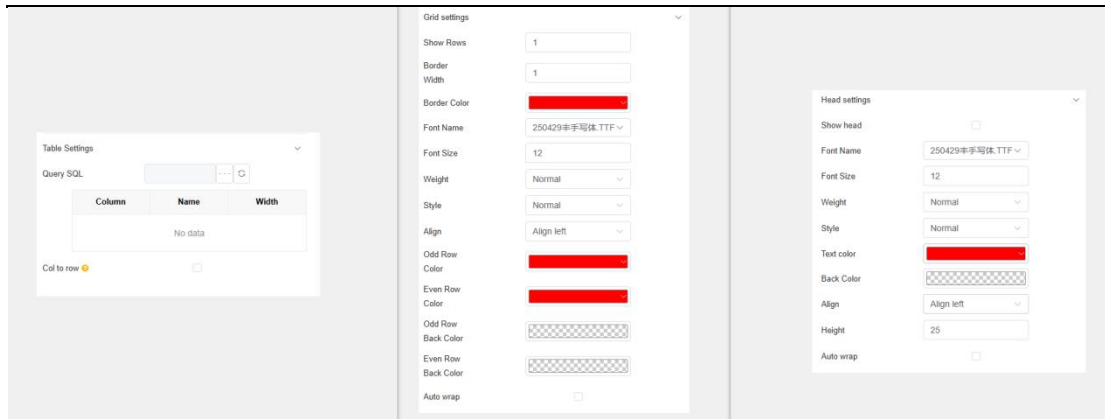 Table Settings
Query SQL
...
Column Name Width
No data
Col to row ?
Grid settings
Show Rows 1
Border
Width
1
Border Color
Font Name 250429丰手写体.TTF
Font Size 12
Weight Normal
Style Normal
Align Align left
Odd Row
Color
Even Row
Color
Odd Row
Back Color
Even Row
Back Color
Auto wrap
Head settings
Show head
Font Name 250429丰手写体.TTF
Font Size 12
Weight Normal
Style Normal
Text color
Back Color
Align Align left
Height 25
Auto wrap